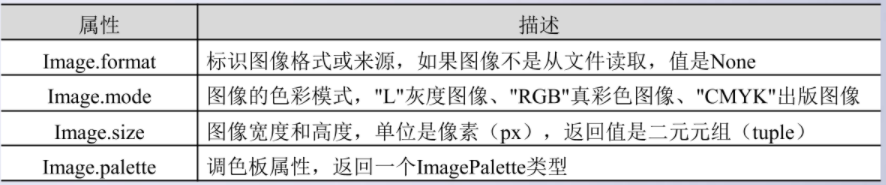 属性 描述
Image.format 标识图像格式或来源，如果图像不是从文件读取，值是None
Image.mode 图像的色彩模式，"L"灰度图像、"RGB"真彩色图像、"CMYK"出版图像
Image.size 图像宽度和高度，单位是像素（px），返回值是二元元组（tuple）
Image.palette 调色板属性，返回一个ImagePalette类型